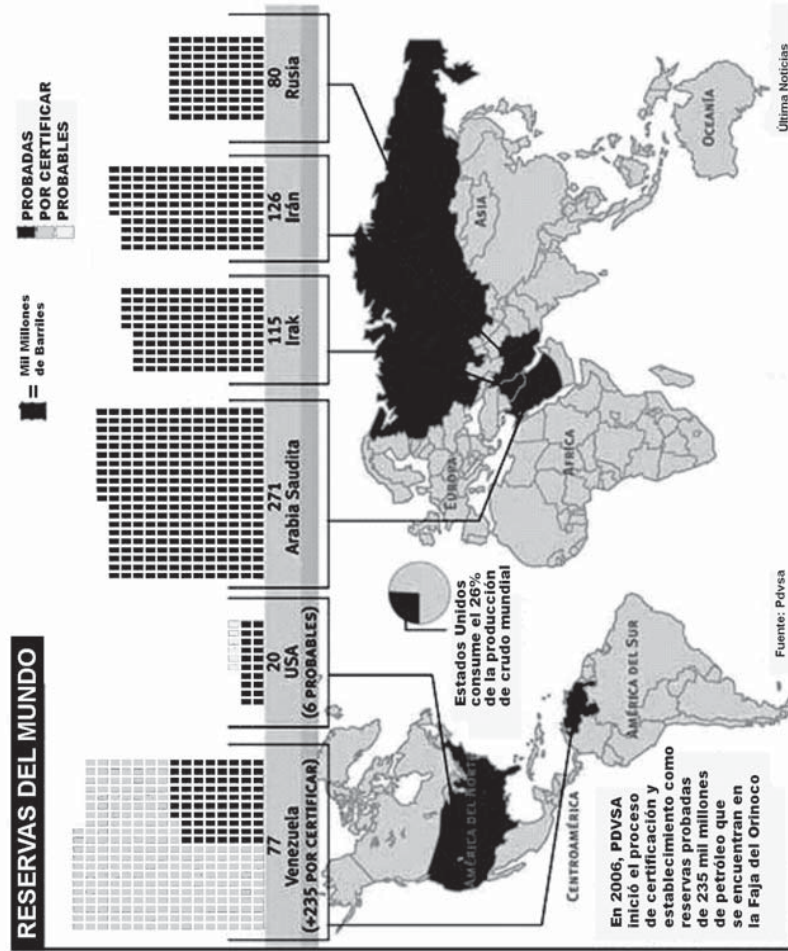 RESERVAS DEL MUNDO
= Mil Millones
de Barriles
PROBADAS
POR CERTIFICAR
PROBABLES
77
Venezuela
(+235 POR CERTIFICAR)
20
USA
(6 PROBABLES)
271
Arabia Saudita
115
Irak
126
Irán
80
Rusia
AMÉRICA DEL NORTE
CENTROAMÉRICA
AMÉRICA DEL SUR
EUROPA
ÁFRICA
ASIA
OCEANÍA
Estados Unidos
consume el 26%
de la producción
de crudo mundial
En 2006, PDVSA
inició el proceso
de certificación y
establecimiento como
reservas probadas
de 235 mil millones
de petróleo que
se encuentran en
la Faja del Orinoco
Fuente: Pdvsa
Última Noticias